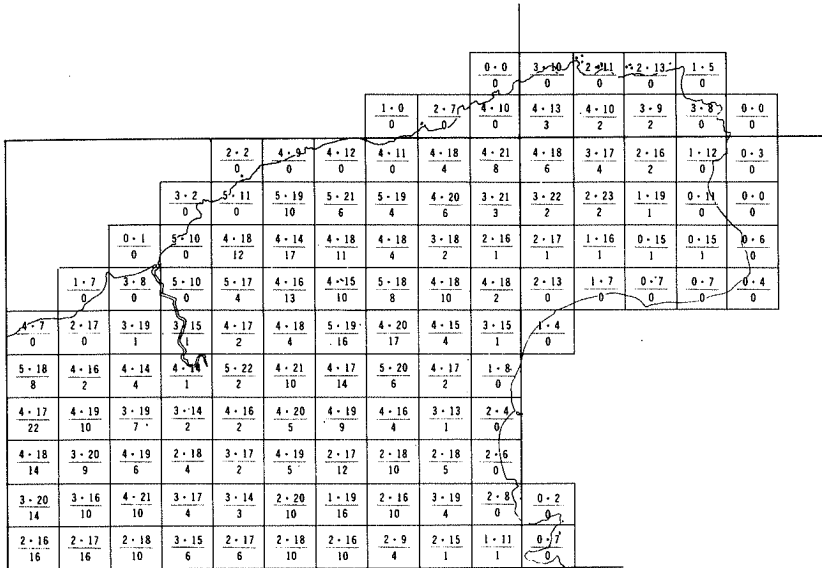 0 • 0 3 • 10 2 • 11 2 • 13 1 • 5
0 0 0 0 0
1 • 0 2 • 7 4 • 10 4 • 13 4 • 10 3 • 9 3 • 8 0 • 0
0 0 0 3 2 2 0 0
2 • 2 4 • 9 4 • 12 4 • 11 4 • 18 4 • 21 4 • 18 3 • 17 2 • 16 1 • 12 0 • 3
0 0 0 0 4 8 6 4 2 0 0
3 • 2 5 • 11 5 • 19 5 • 21 5 • 19 4 • 20 3 • 21 3 • 22 2 • 23 1 • 19 0 • 11 0 • 0
0 0 10 6 4 6 3 2 2 1 0 0
0 • 1 5 • 10 4 • 18 4 • 14 4 • 18 4 • 18 3 • 18 2 • 16 2 • 17 1 • 16 0 • 15 0 • 15 0 • 6
0 0 12 17 11 4 2 1 1 1 1 1 0
1 • 7 3 • 8 5 • 10 5 • 17 4 • 16 4 • 15 5 • 18 4 • 18 4 • 18 2 • 13 1 • 7 0 • 7 0 • 7 0 • 4
0 0 0 4 13 10 8 10 2 0 0 0 0 0
4 • 7 2 • 17 3 • 19 3 • 15 4 • 17 4 • 18 5 • 19 4 • 20 4 • 15 3 • 15 1 • 4
0 0 1 1 2 4 16 17 4 1 0
5 • 18 4 • 16 4 • 14 5 • 22 4 • 21 4 • 17 5 • 20 4 • 17 1 • 8
8 2 4 1 2 10 14 6 2 0
4 • 17 4 • 19 3 • 19 3 • 14 4 • 16 4 • 20 4 • 19 4 • 16 3 • 13 2 • 4
22 10 7 2 2 5 9 4 1 0
4 • 18 3 • 20 4 • 19 2 • 18 3 • 17 4 • 19 2 • 17 2 • 18 2 • 18 2 • 6
14 9 6 4 2 5 12 10 5 0
3 • 20 3 • 16 4 • 21 3 • 17 3 • 14 2 • 20 1 • 19 2 • 16 3 • 19 2 • 8 0 • 2
14 10 10 4 3 10 16 10 4 0 0
2 • 16 2 • 17 2 • 18 3 • 15 2 • 17 2 • 18 2 • 16 2 • 9 2 • 15 1 • 11 0 • 7
16 16 10 6 6 10 10 4 1 1 0